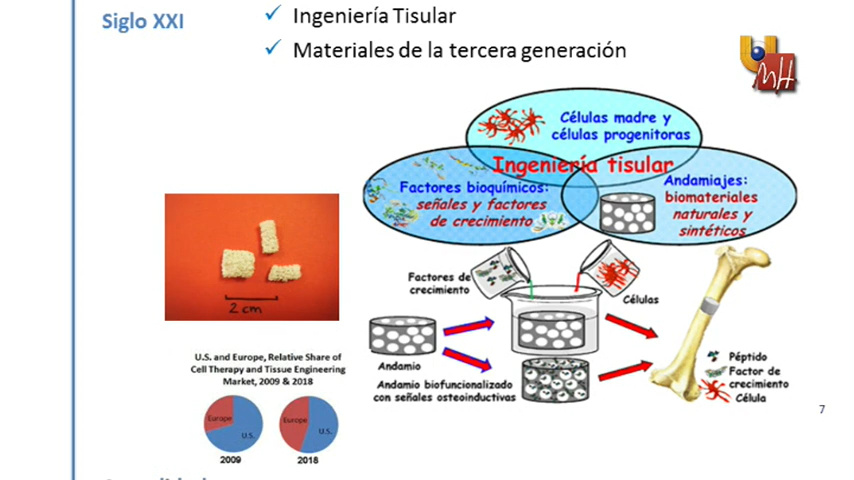 Siglo XXI
Ingeniería Tisular
Materiales de la tercera generación
UMH
Células madre y
células progenitoras
Ingeniería tisular
Factores bioquímicos:
señales y factores
de crecimiento
Andamiajes:
biomateriales
naturales y
sintéticos
2 cm
Factores de
crecimiento
Células
Andamio
Andamio biofuncionalizado
con señales osteoinductivas
Péptido
Factor de
crecimiento
Célula
U.S. and Europe, Relative Share of
Cell Therapy and Tissue Engineering
Market, 2009 & 2018
Europe
U.S.
2009
Europe
U.S.
2018
7